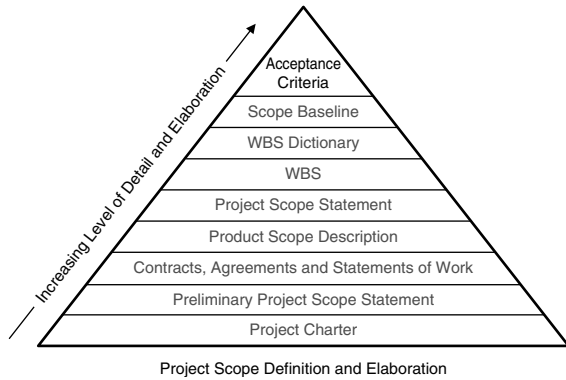 Acceptance
Criteria
Scope Baseline
WBS Dictionary
WBS
Project Scope Statement
Product Scope Description
Contracts, Agreements and Statements of Work
Preliminary Project Scope Statement
Project Charter
Increasing Level of Detail and Elaboration
Project Scope Definition and Elaboration